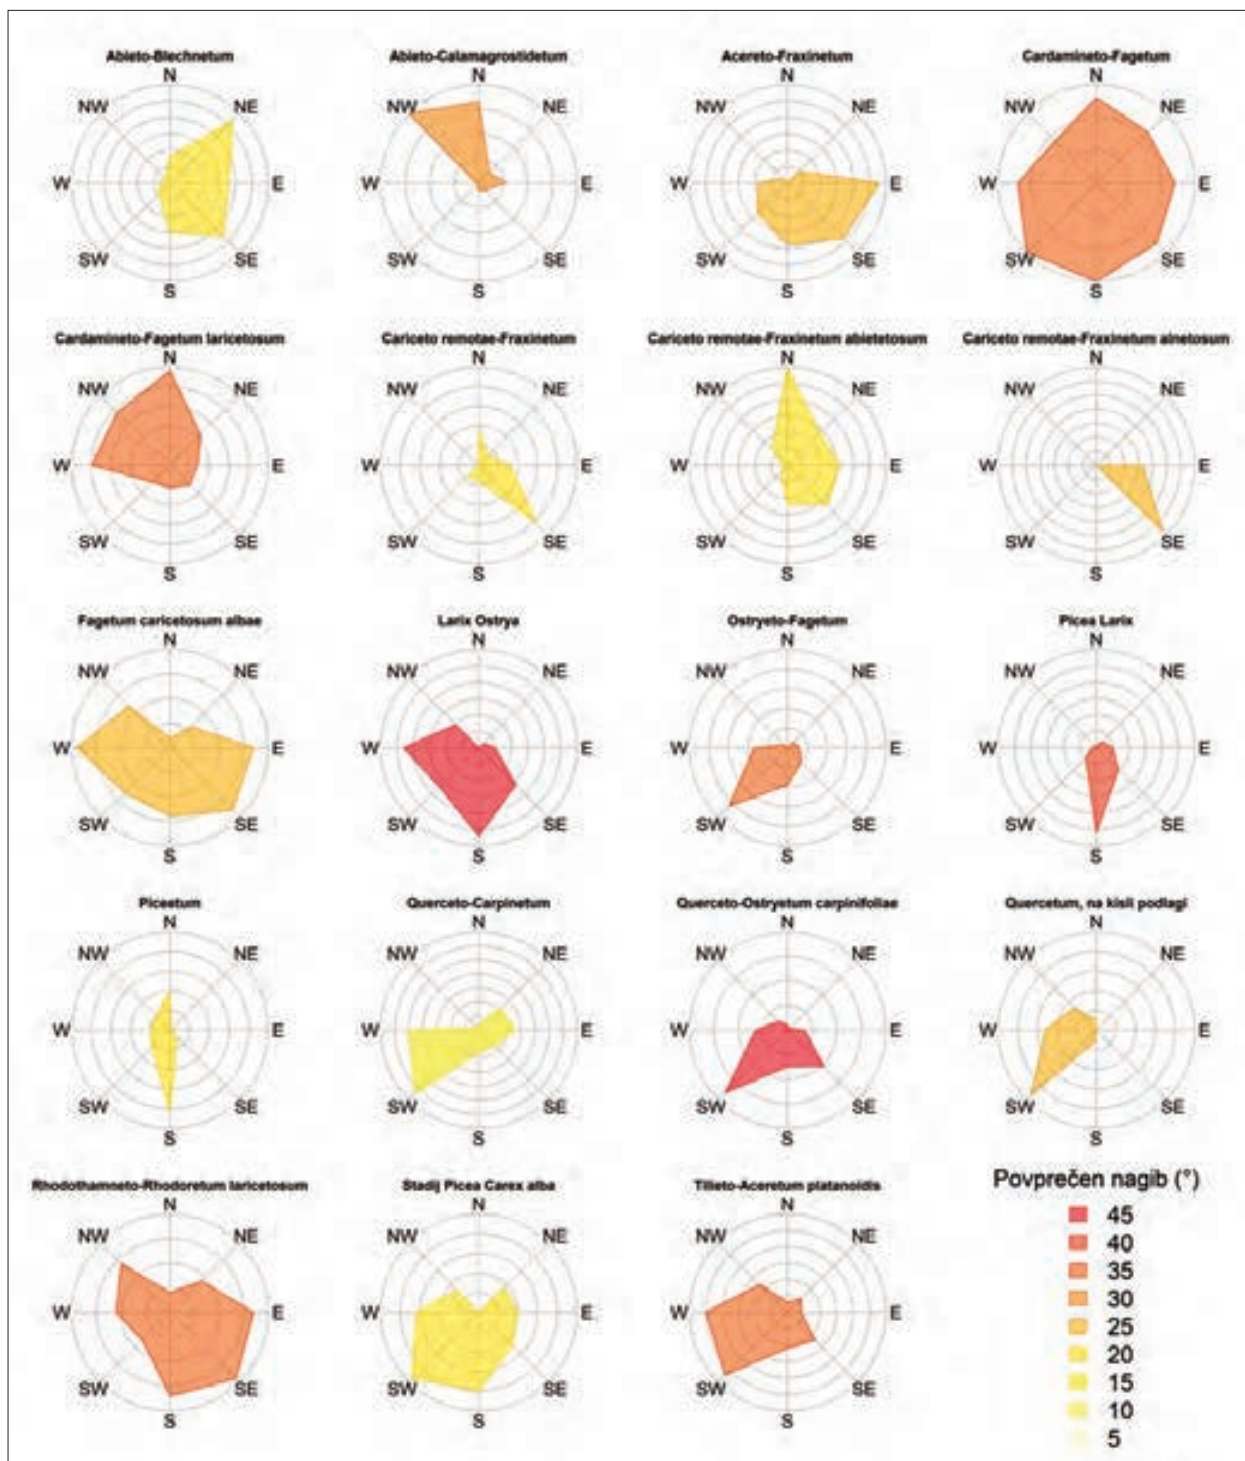 Abieto-Blechnetum
Abieto-Calamagrostidetum
Acereto-Fraxinetum
Cardamineto-Fagetum
N N N N
NW NE NW NE NW NE NW NE
W E W E W E W E
SW SE SW SE SW SE SW SE
S S S S
Cardamineto-Fagetum laricetosum
Cariceto remotae-Fraxinetum
Cariceto remotae-Fraxinetum abietetosum
Cariceto remotae-Fraxinetum alnetosum
N N N N
NW NE NW NE NW NE NW NE
W E W E W E W E
SW SE SW SE SW SE SW SE
S S S S
Fagetum caricetosum albae
Larix Ostrya
Ostryeto-Fagetum
Picea Larix
N N N N
NW NE NW NE NW NE NW NE
W E W E W E W E
SW SE SW SE SW SE SW SE
S S S S
Piceetum
Querceto-Carpinetum
Querceto-Ostryetum carpinifoliae
Quercetum, na kisli podlagi
N N N N
NW NE NW NE NW NE NW NE
W E W E W E W E
SW SE SW SE SW SE SW SE
S S S S
Rhodothamneto-Rhodoretum laricetosum
Stadij Picea Carex alba
Tilieto-Aceretum platanoidis
N N N
NW NE NW NE NW NE
W E W E W E
SW SE SW SE SW SE
S S S
Povprečen nagib (°)
45
40
35
30
25
20
15
10
5